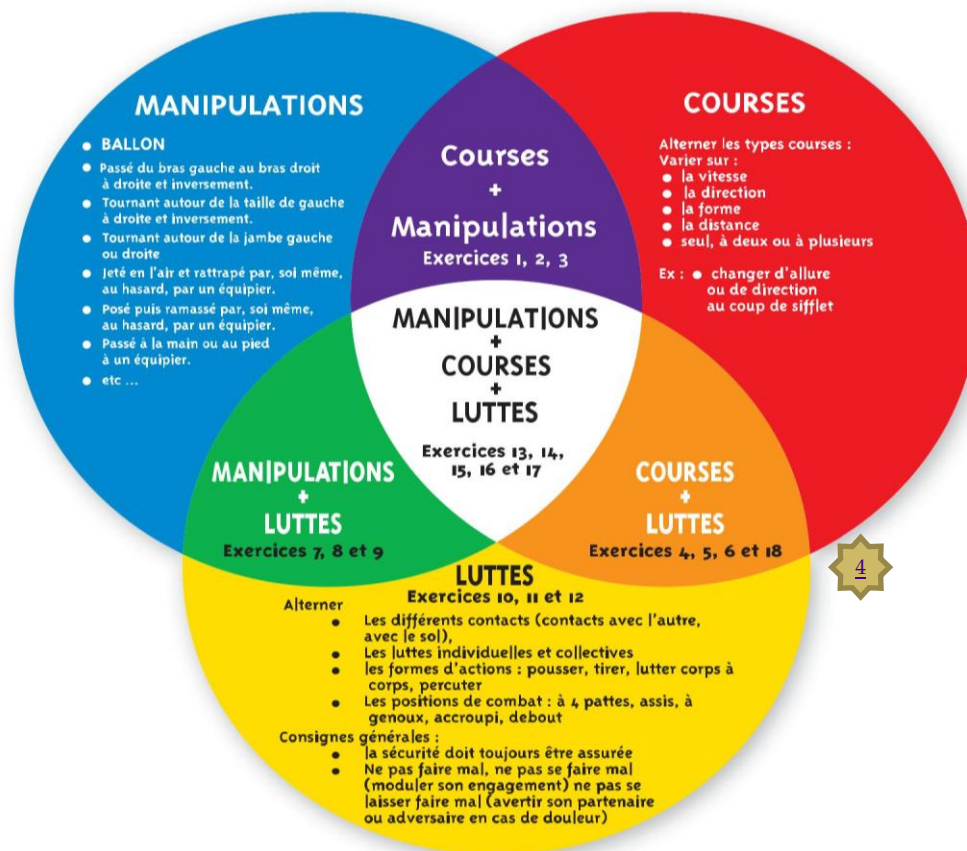 MANIPULATIONS
● BALLON
● Passé du bras gauche au bras droit
à droite et inversement.
● Tournant autour de la taille de gauche
à droite et inversement.
● Tournant autour de la jambe gauche
ou droite
● Jeté en l'air et rattrapé par, soi même,
au hasard, par un équipier.
● Posé puis ramassé par, soi même,
au hasard, par un équipier.
● Passé à la main ou au pied
à un équipier.
● etc ...
Courses
+
Manipulations
Exercices 1, 2, 3
COURSES
Alterner les types courses :
Varier sur :
● la vitesse
● la direction
● la forme
● la distance
● seul, à deux ou à plusieurs
Ex : ● changer d'allure
ou de direction
au coup de sifflet
MANIPULATIONS
+
COURSES
+
LUTTES
Exercices 13, 14,
15, 16 et 17
MANIPULATIONS
+
LUTTES
Exercices 7, 8 et 9
COURSES
+
LUTTES
Exercices 4, 5, 6 et 18
4
LUTTES
Exercices 10, 11 et 12
Alterner
● Les différents contacts (contacts avec l'autre,
avec le sol),
● Les luttes individuelles et collectives
● les formes d'actions : pousser, tirer, lutter corps à
corps, percuter
● Les positions de combat : à 4 pattes, assis, à
genoux, accroupi, debout
Consignes générales :
● la sécurité doit toujours être assurée
● Ne pas faire mal, ne pas se faire mal
(moduler son engagement) ne pas se
laisser faire mal (avertir son partenaire
ou adversaire en cas de douleur)